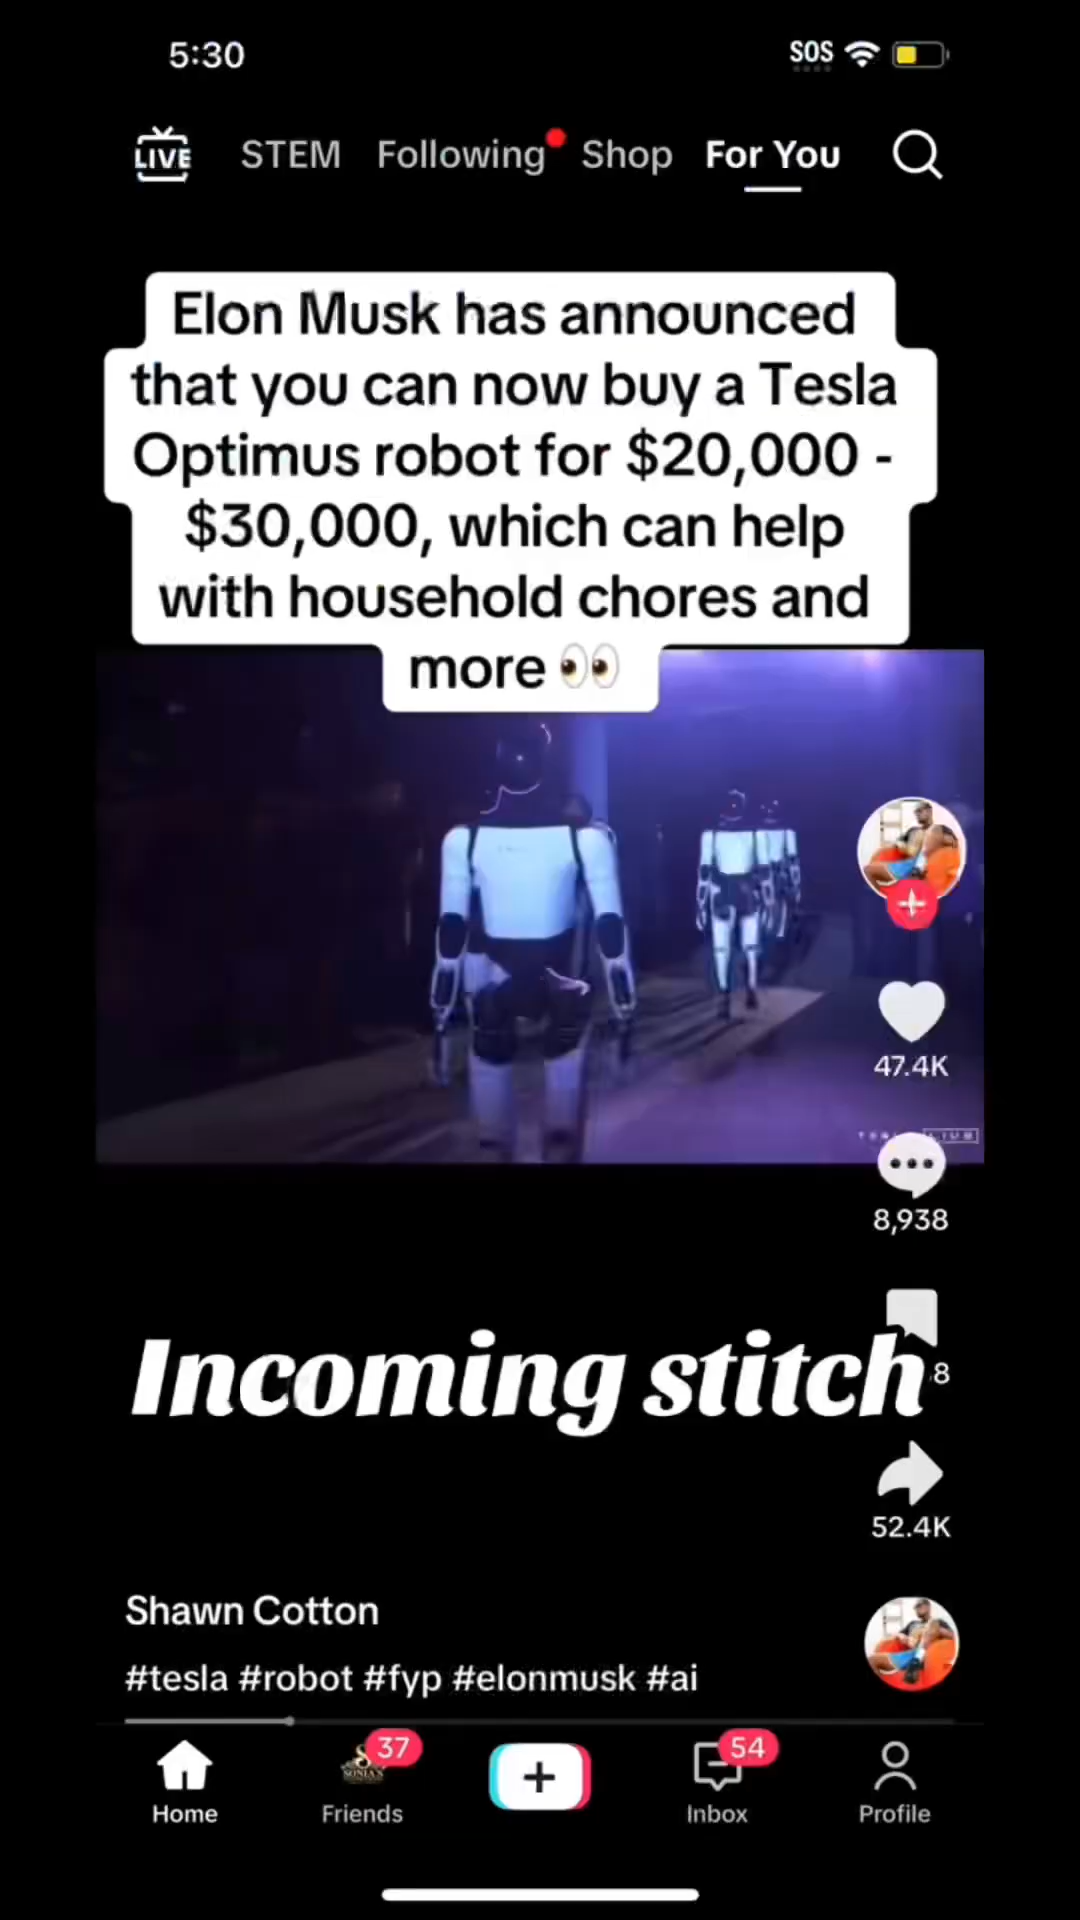 5:30
SOS
LIVE
STEM
Following
Shop
For You
Elon Musk has announced
that you can now buy a Tesla
Optimus robot for $20,000 -
$30,000, which can help
with household chores and
more 👀
47.4K
8,938
Incoming stitch
8
52.4K
Shawn Cotton
#tesla #robot #fyp #elonmusk #ai
37
54
SONIA'S
Home
Friends
Inbox
Profile